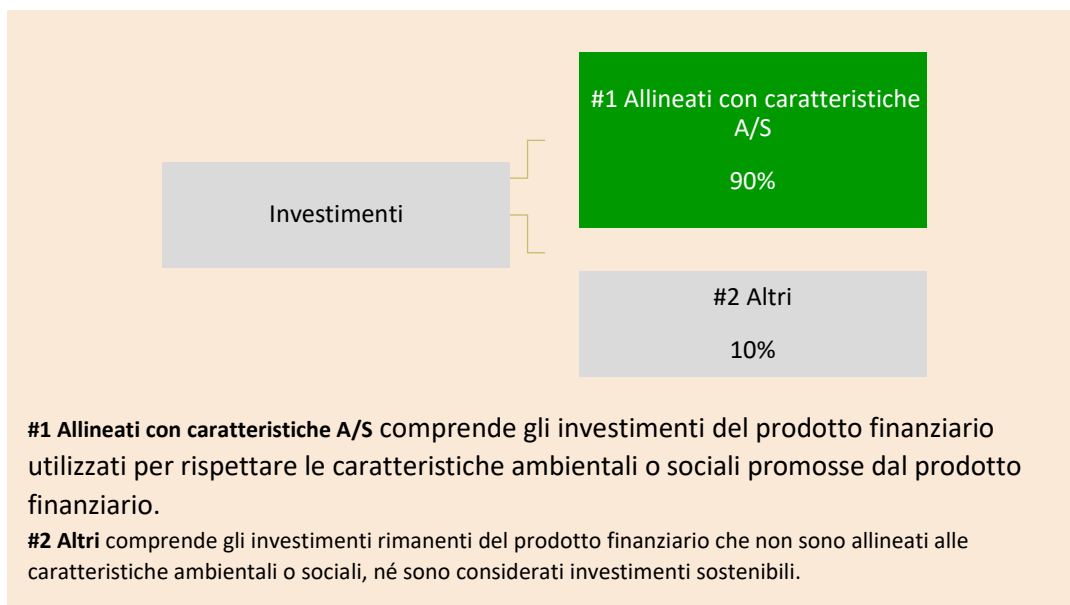 #1 Allineati con caratteristiche
A/S
90%
Investimenti
#2 Altri
10%
#1 Allineati con caratteristiche A/S comprende gli investimenti del prodotto finanziario
utilizzati per rispettare le caratteristiche ambientali o sociali promosse dal prodotto
finanziario.
#2 Altri comprende gli investimenti rimanenti del prodotto finanziario che non sono allineati alle
caratteristiche ambientali o sociali, né sono considerati investimenti sostenibili.